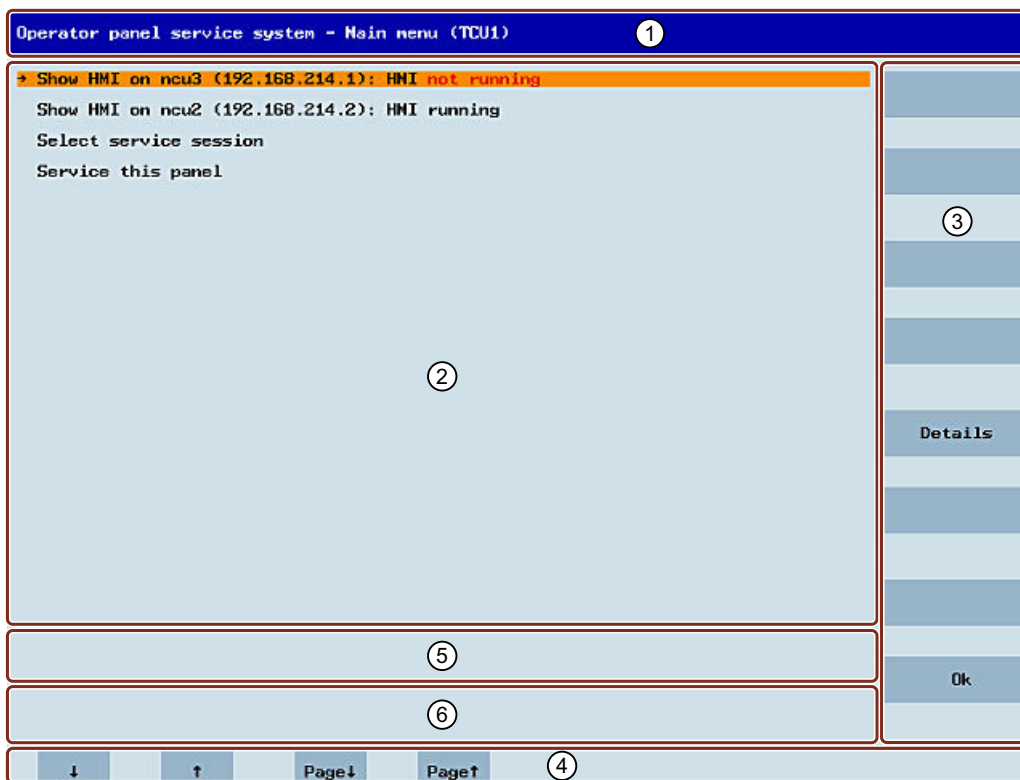 Operator panel service system - Main menu (TCU1)
1
→ Show HMI on ncu3 (192.168.214.1): HMI not running
Show HMI on ncu2 (192.168.214.2): HMI running
Select service session
Service this panel
2
3
Details
Ok
5
6
↓ ↑ Page↓ Page↑
4